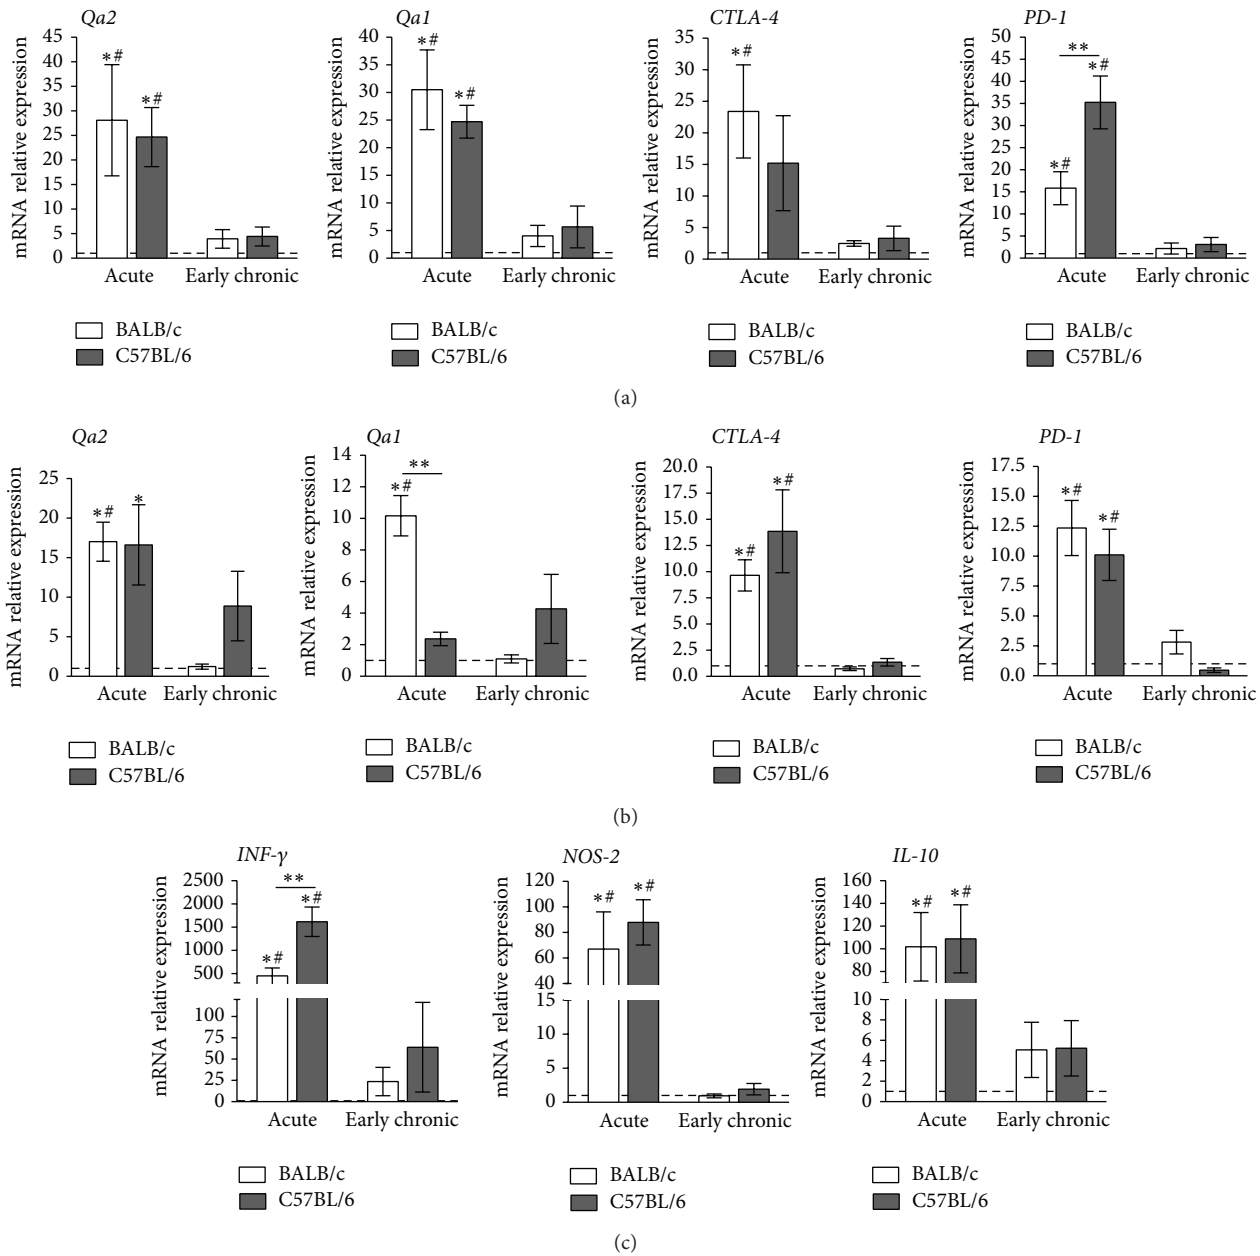 Qa2
mRNA relative expression
45
40
35
30
25
20
15
10
5
0
*#
*#
Acute Early chronic
BALB/c
C57BL/6
Qa1
mRNA relative expression
40
35
30
25
20
15
10
5
0
*#
*#
Acute Early chronic
BALB/c
C57BL/6
CTLA-4
mRNA relative expression
35
30
25
20
15
10
5
0
*#
Acute Early chronic
BALB/c
C57BL/6
PD-1
mRNA relative expression
50
45
40
35
30
25
20
15
10
5
0
**
*#
*#
Acute Early chronic
BALB/c
C57BL/6
(a)
Qa2
mRNA relative expression
25
20
15
10
5
0
*#
*
Acute Early chronic
BALB/c
C57BL/6
Qa1
mRNA relative expression
14
12
10
8
6
4
2
0
**
*#
Acute Early chronic
BALB/c
C57BL/6
CTLA-4
mRNA relative expression
20.0
17.5
15.0
12.5
10.0
7.5
5.0
2.5
0.0
*#
*#
Acute Early chronic
BALB/c
C57BL/6
PD-1
mRNA relative expression
17.5
15.0
12.5
10.0
7.5
5.0
2.5
0.0
*#
*#
Acute Early chronic
BALB/c
C57BL/6
(b)
INF-γ
mRNA relative expression
2500
2000
1500
1000
500
100
75
50
25
0
**
*#
*#
Acute Early chronic
BALB/c
C57BL/6
NOS-2
mRNA relative expression
120
100
80
60
40
15
10
5
0
*#
*#
Acute Early chronic
BALB/c
C57BL/6
IL-10
mRNA relative expression
160
140
120
100
80
10
8
6
4
2
1
0
*#
*#
Acute Early chronic
BALB/c
C57BL/6
(c)